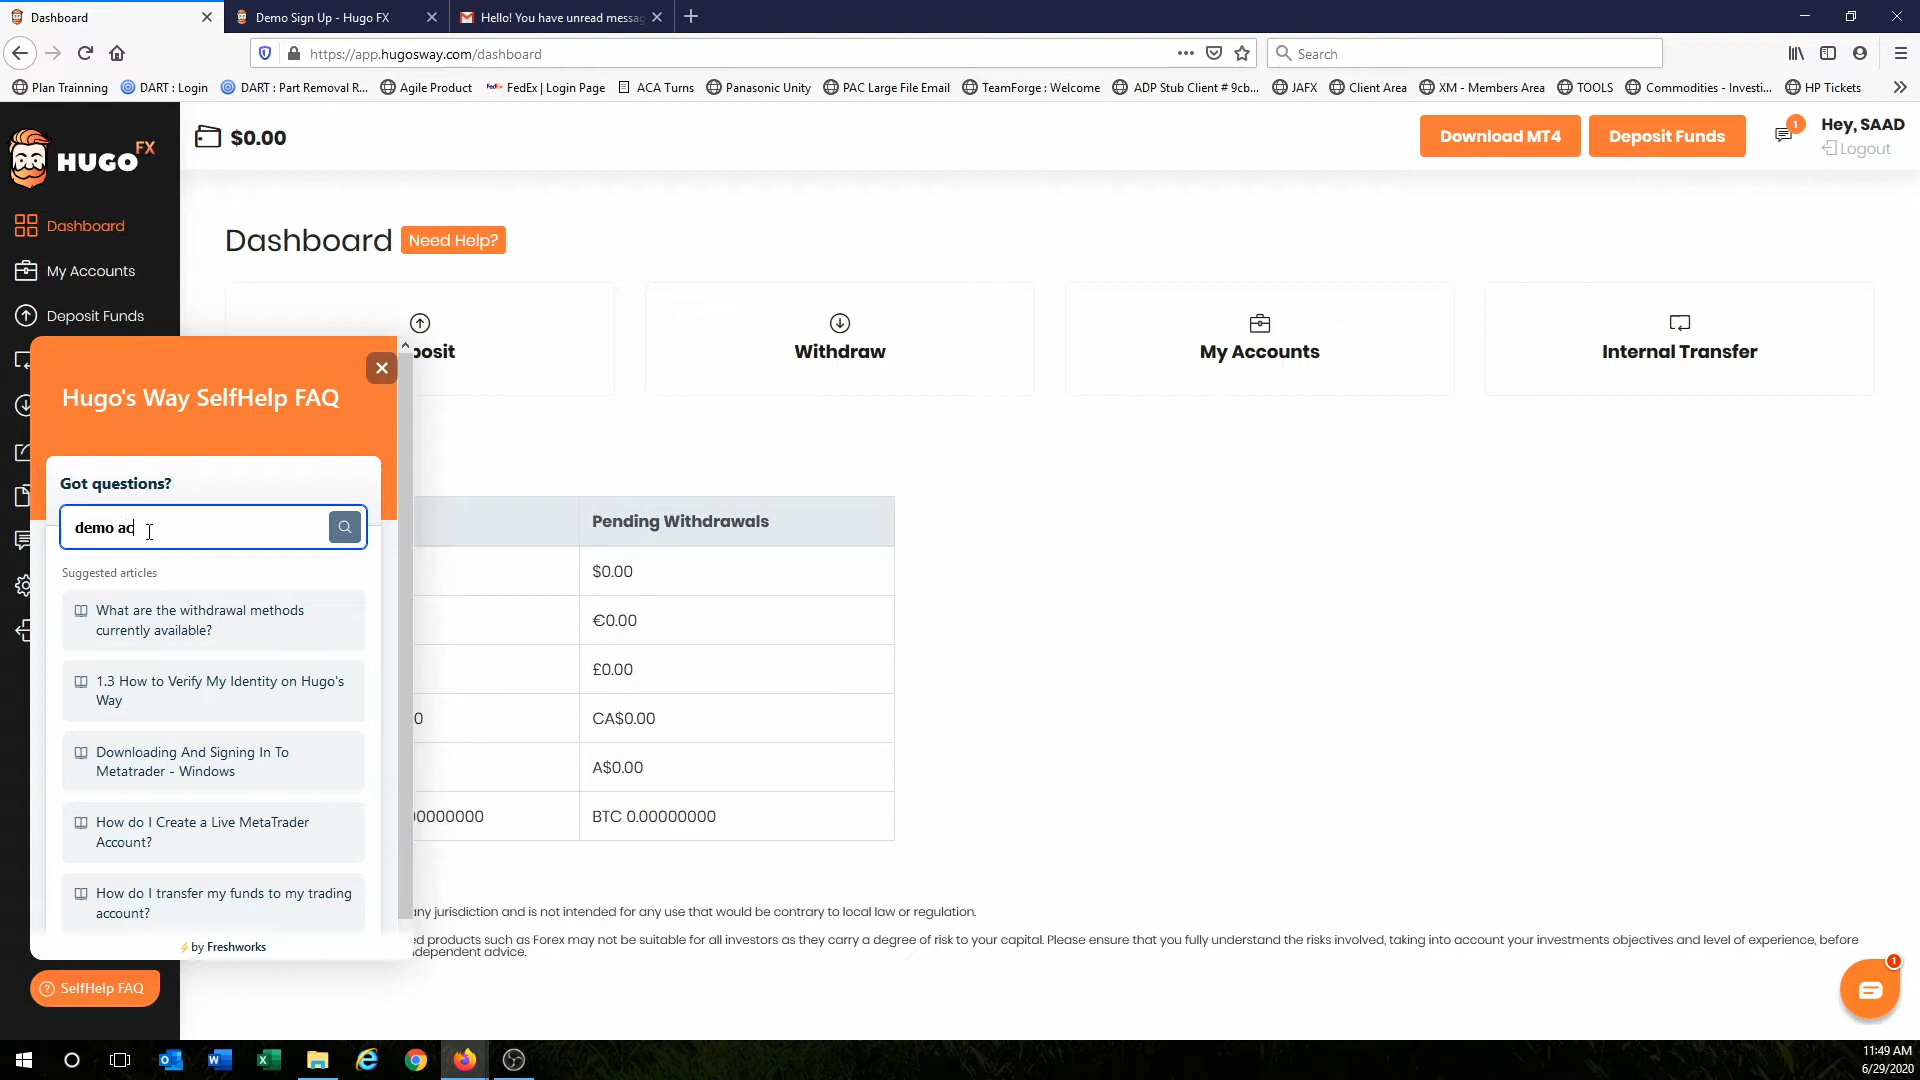 Dashboard
Demo Sign Up - Hugo FX
Hello! You have unread messag
https://app.hugosway.com/dashboard
Search
Plan Trainning
DART : Login
DART : Part Removal R...
Agile Product
FedEx | Login Page
ACA Turns
Panasonic Unity
PAC Large File Email
TeamForge : Welcome
ADP Stub Client # 9cb...
JAFX
Client Area
XM - Members Area
TOOLS
Commodities - Investi...
HP Tickets
HUGO FX
$0.00
Download MT4
Deposit Funds
1
Hey, SAAD
Logout
Dashboard
My Accounts
Deposit Funds
Dashboard
Need Help?
posit
Withdraw
My Accounts
Internal Transfer
Hugo's Way SelfHelp FAQ
Got questions?
demo ac
Suggested articles
What are the withdrawal methods
currently available?
1.3 How to Verify My Identity on Hugo's
Way
Downloading And Signing In To
Metatrader - Windows
How do I Create a Live MetaTrader
Account?
How do I transfer my funds to my trading
account?
by Freshworks
SelfHelp FAQ
Pending Withdrawals
$0.00
€0.00
£0.00
0
CA$0.00
A$0.00
00000000
BTC 0.00000000
any jurisdiction and is not intended for any use that would be contrary to local law or regulation.
ed products such as Forex may not be suitable for all investors as they carry a degree of risk to your capital. Please ensure that you fully understand the risks involved, taking into account your investments objectives and level of experience, before
dependent advice.
1
11:49 AM
6/29/2020